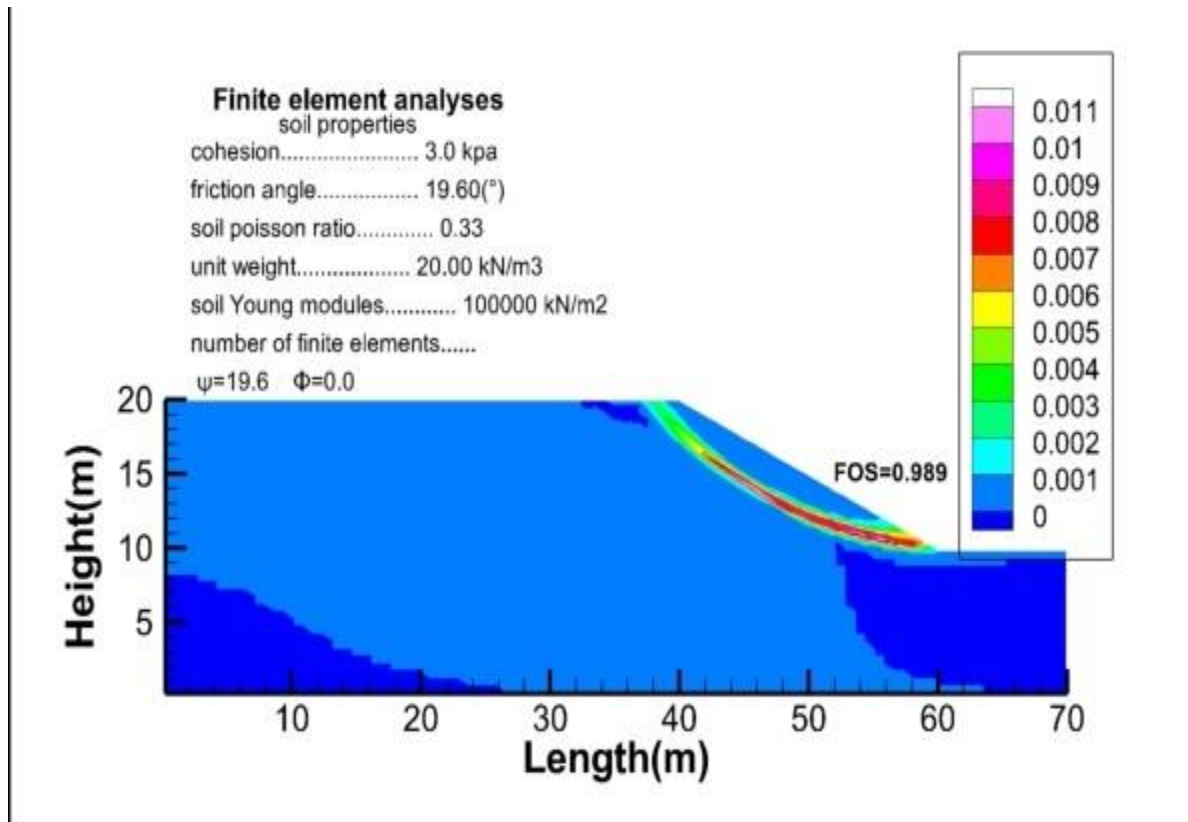 Finite element analyses
soil properties
cohesion....................... 3.0 kpa
friction angle................. 19.60(°)
soil poisson ratio............. 0.33
unit weight................... 20.00 kN/m3
soil Young modules............ 100000 kN/m2
number of finite elements......
ψ=19.6 Φ=0.0
FOS=0.989
0.011
0.01
0.009
0.008
0.007
0.006
0.005
0.004
0.003
0.002
0.001
0
20
15
10
5
Height(m)
10 20 30 40 50 60 70
Length(m)